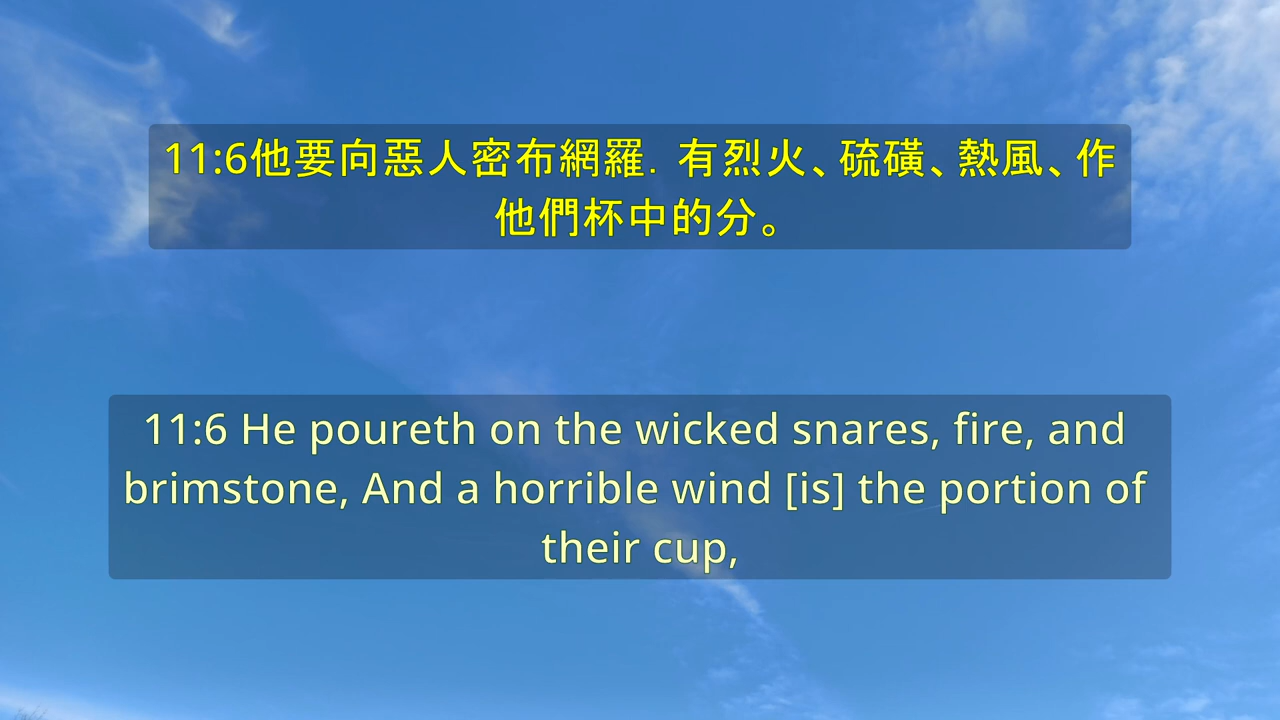 11:6他要向惡人密布網羅．有烈火、硫磺、熱風、作
他們杯中的分。
11:6 He poureth on the wicked snares, fire, and
brimstone, And a horrible wind [is] the portion of
their cup,